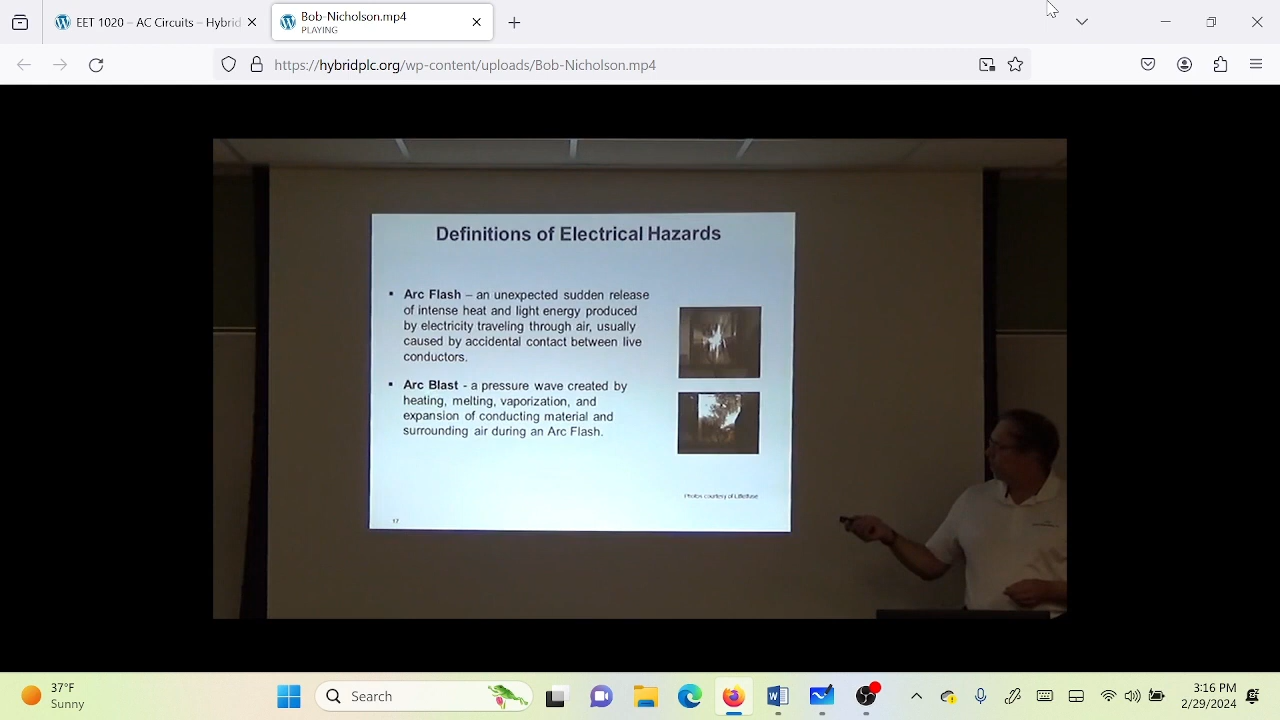 EET 1020 – AC Circuits – Hybrid
Bob-Nicholson.mp4
PLAYING
https://hybridplc.org/wp-content/uploads/Bob-Nicholson.mp4
Definitions of Electrical Hazards
▪ Arc Flash – an unexpected sudden release
of intense heat and light energy produced
by electricity traveling through air, usually
caused by accidental contact between live
conductors.
▪ Arc Blast - a pressure wave created by
heating, melting, vaporization, and
expansion of conducting material and
surrounding air during an Arc Flash.
Photos courtesy of Littelfuse
17
37°F
Sunny
Search
3:16 PM
2/29/2024